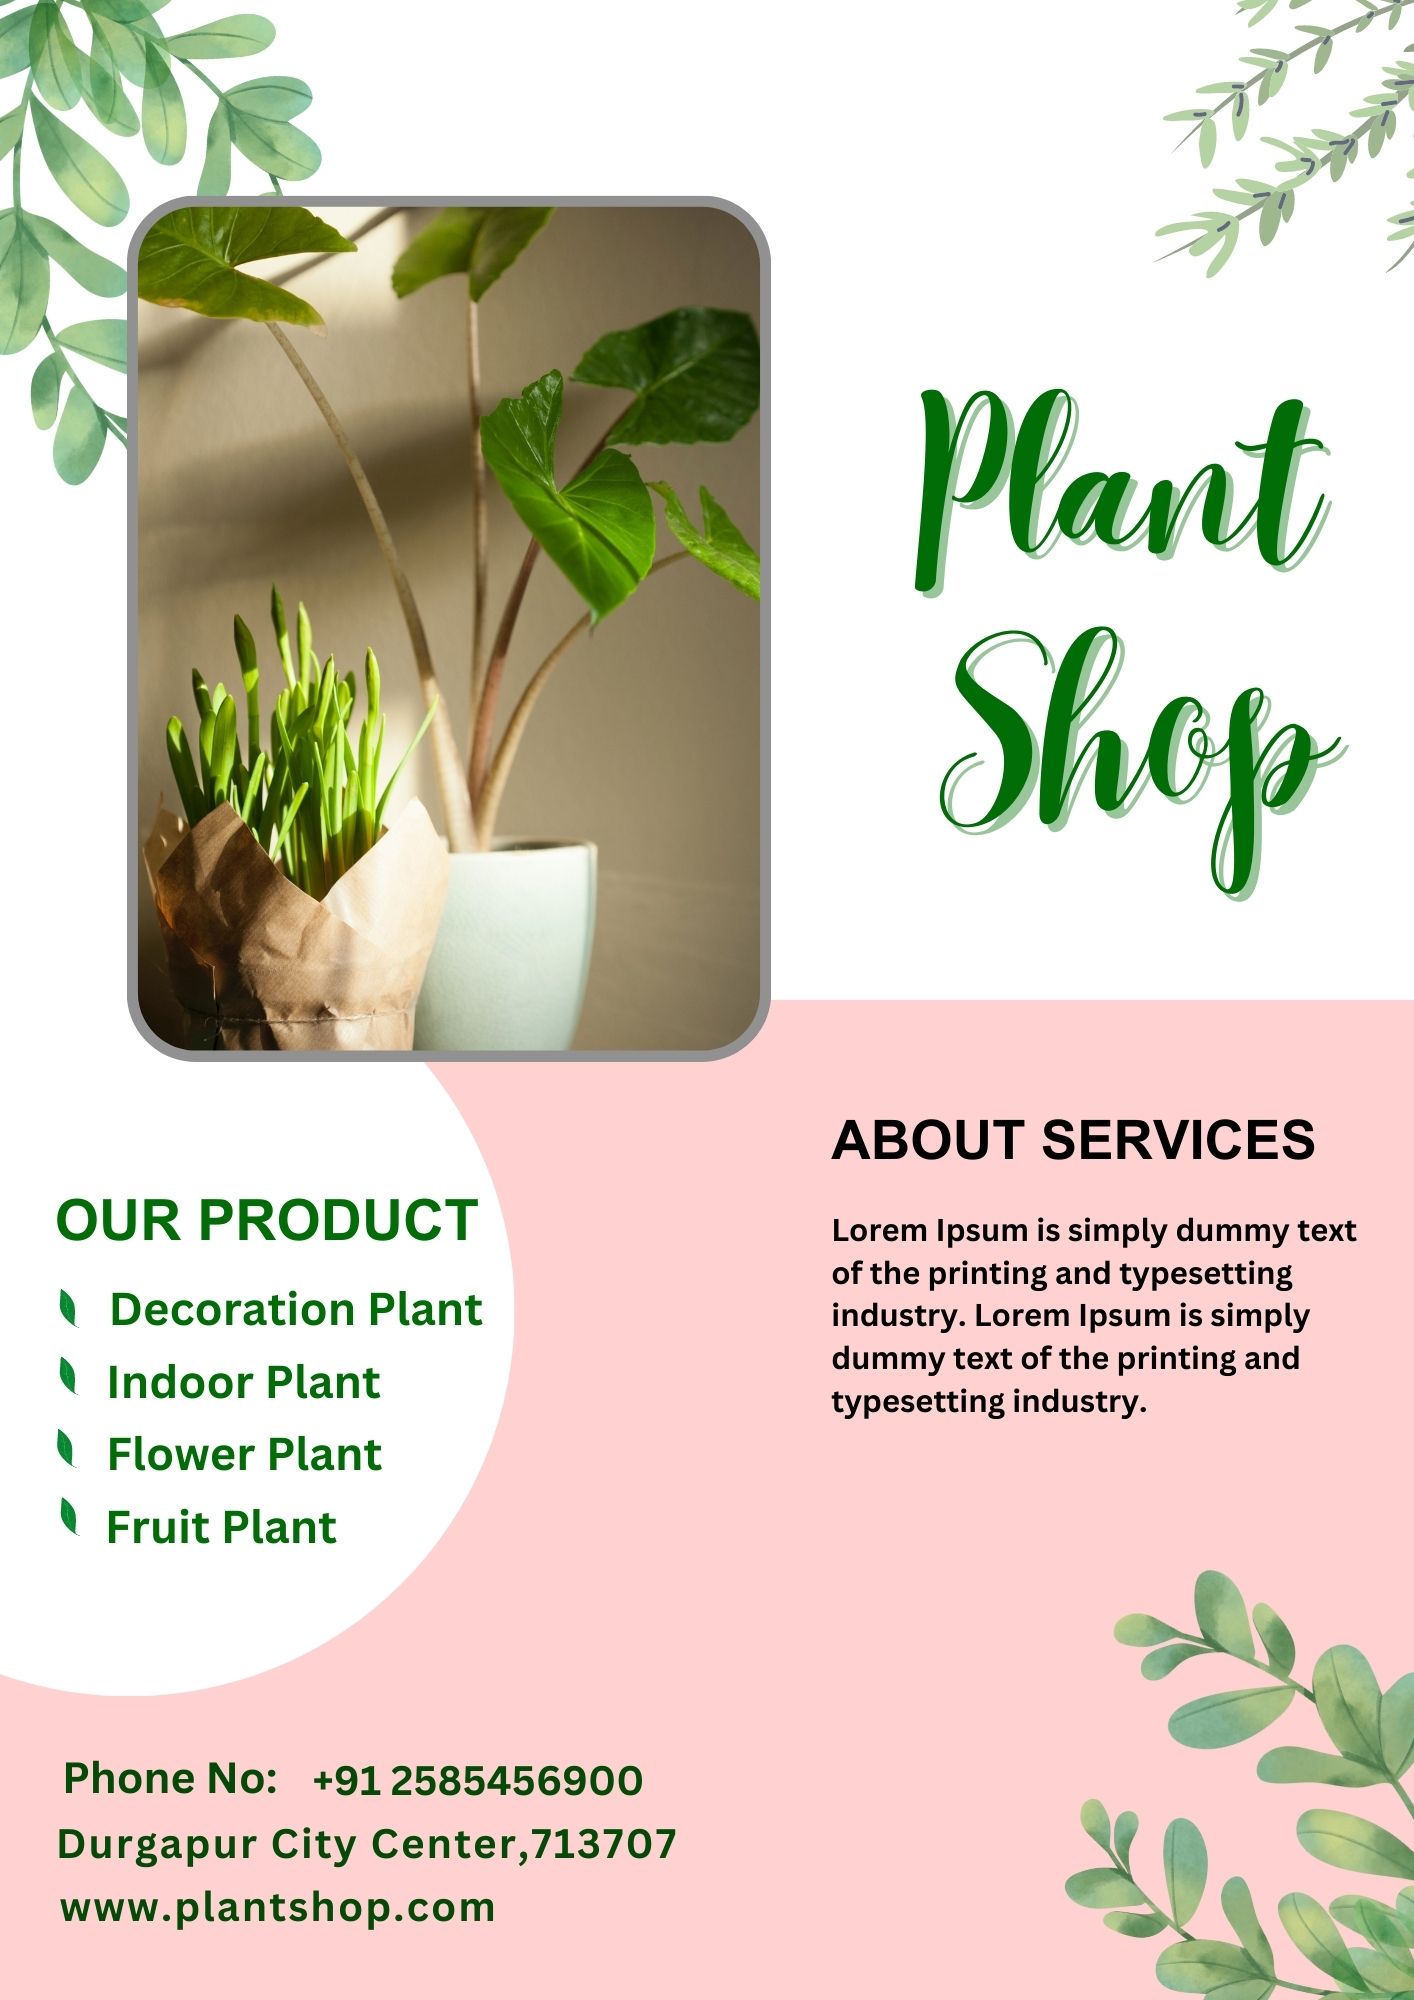 Plant
Shop
ABOUT SERVICES
Lorem Ipsum is simply dummy text
of the printing and typesetting
industry. Lorem Ipsum is simply
dummy text of the printing and
typesetting industry.
OUR PRODUCT
Decoration Plant
Indoor Plant
Flower Plant
Fruit Plant
Phone No: +91 2585456900
Durgapur City Center,713707
www.plantshop.com